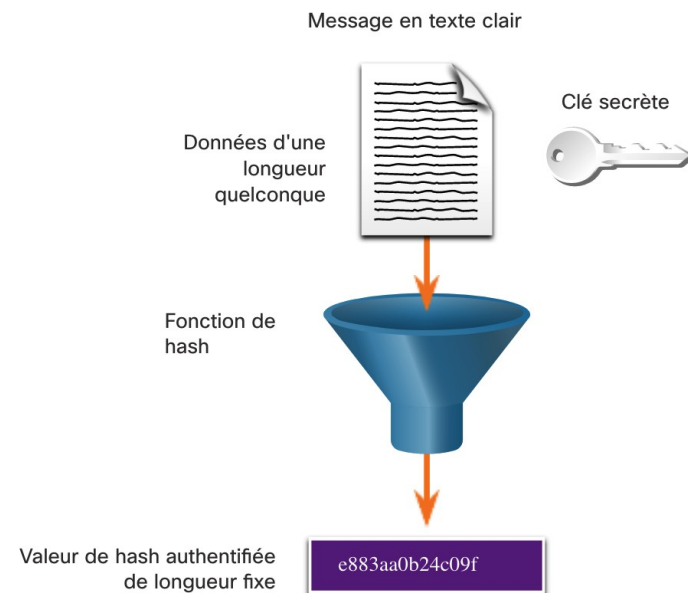 Message en texte clair
Clé secrète
Données d'une
longueur
quelconque
Fonction de
hash
Valeur de hash authentifiée
de longueur fixe
e883aa0b24c09f